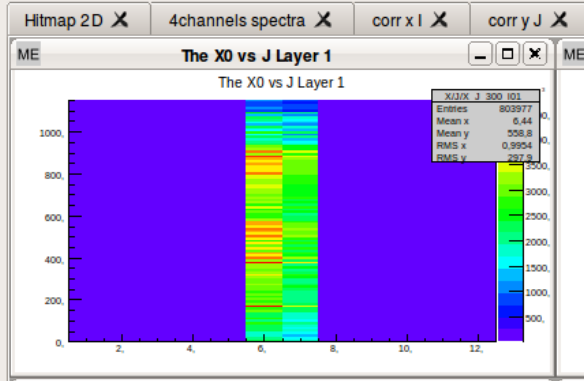 Hitmap 2D
4channels spectra
corr x I
corr y J
ME
The X0 vs J Layer 1
ME
The X0 vs J Layer 1
X/J/X_J_300_I01
Entries 803977
Mean x 6,44
Mean y 558,8
RMS x 0,9954
RMS y 297,9
1000,
800,
600,
400,
200,
0,
2,
4,
6,
8,
10,
12,
3500,
3000,
2500,
2000,
1500,
1000,
500,